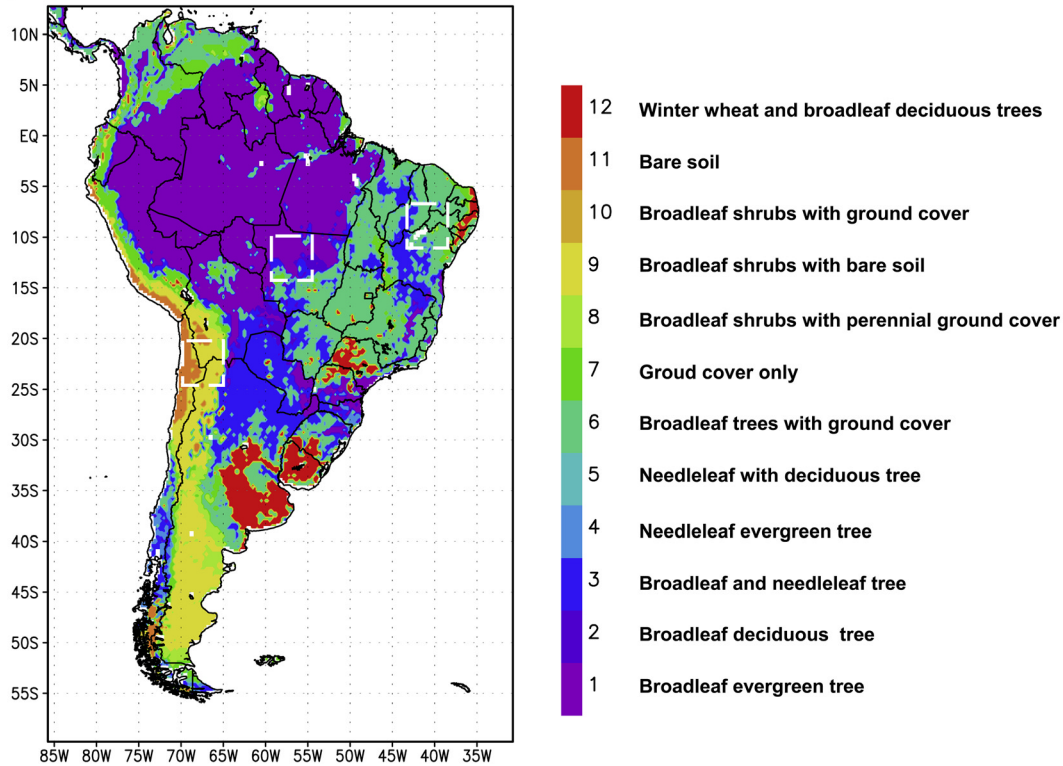 10N
5N
EQ
5S
10S
15S
20S
25S
30S
35S
40S
45S
50S
55S
85W 80W 75W 70W 65W 60W 55W 50W 45W 40W 35W
12 Winter wheat and broadleaf deciduous trees
11 Bare soil
10 Broadleaf shrubs with ground cover
9 Broadleaf shrubs with bare soil
8 Broadleaf shrubs with perennial ground cover
7 Groud cover only
6 Broadleaf trees with ground cover
5 Needleleaf with deciduous tree
4 Needleleaf evergreen tree
3 Broadleaf and needleleaf tree
2 Broadleaf deciduous tree
1 Broadleaf evergreen tree